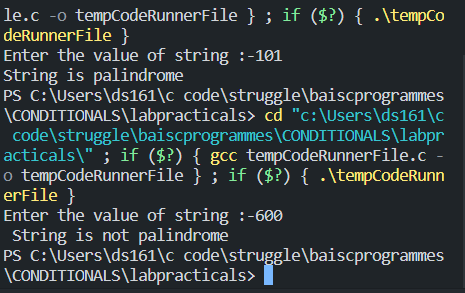 le.c -o tempCodeRunnerFile } ; if ($?) { .\tempCo
deRunnerFile }
Enter the value of string :-101
String is palindrome
PS C:\Users\ds161\c code\struggle\baiscprogrammes
\CONDITIONALS\labpracticals> cd "c:\Users\ds161\c
 code\struggle\baiscprogrammes\CONDITIONALS\labpr
acticals\" ; if ($?) { gcc tempCodeRunnerFile.c -
o tempCodeRunnerFile } ; if ($?) { .\tempCodeRunn
erFile }
Enter the value of string :-600
 String is not palindrome
PS C:\Users\ds161\c code\struggle\baiscprogrammes
\CONDITIONALS\labpracticals>